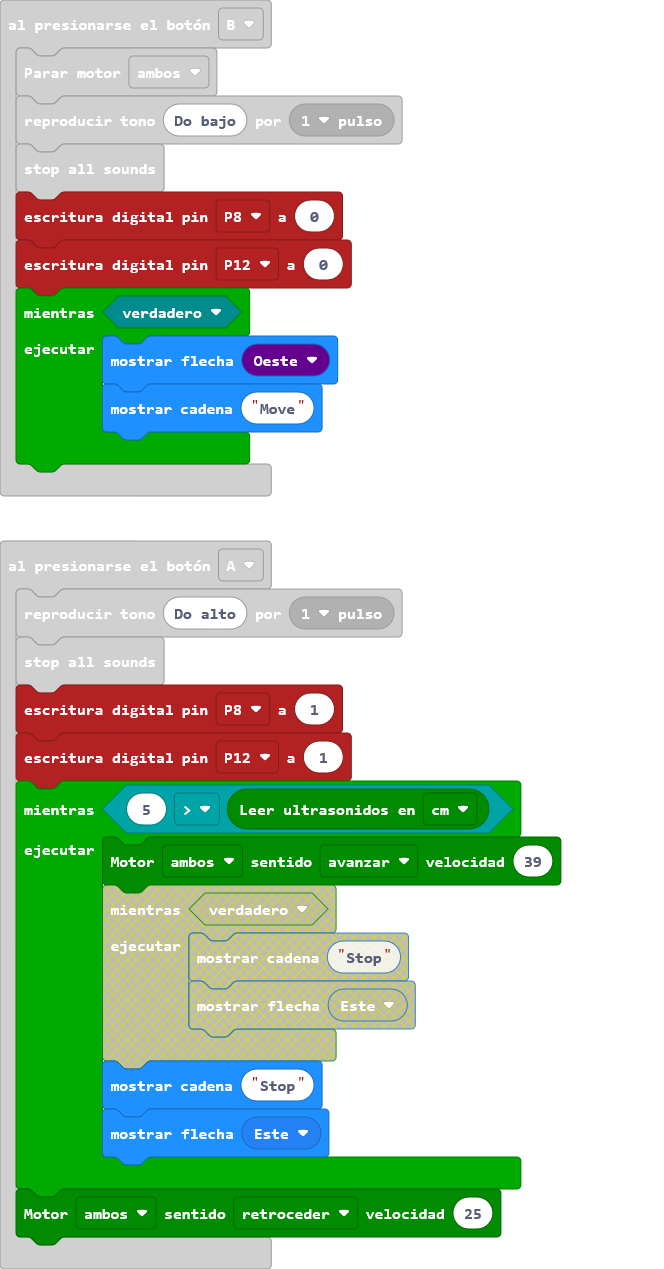 al presionarse el botón B
Parar motor ambos
reproducir tono Do bajo por 1 pulso
stop all sounds
escritura digital pin P8 a 0
escritura digital pin P12 a 0
mientras verdadero
ejecutar
mostrar flecha Oeste
mostrar cadena "Move"
al presionarse el botón A
reproducir tono Do alto por 1 pulso
stop all sounds
escritura digital pin P8 a 1
escritura digital pin P12 a 1
mientras 5 > Leer ultrasonidos en cm
ejecutar
Motor ambos sentido avanzar velocidad 39
mientras verdadero
ejecutar
mostrar cadena "Stop"
mostrar flecha Este
mostrar cadena "Stop"
mostrar flecha Este
Motor ambos sentido retroceder velocidad 25